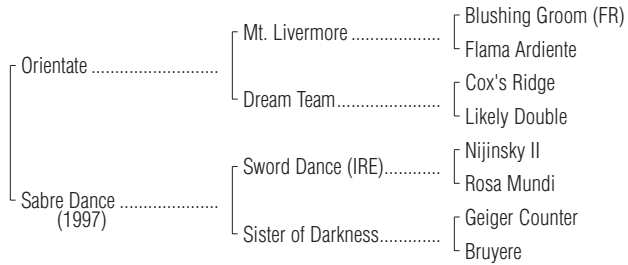 Blushing Groom (FR)
Mt. Livermore ....................
Flama Ardiente
Orientate ............................
Cox's Ridge
Dream Team.......................
Likely Double
Nijinsky II
Sword Dance (IRE)............
Rosa Mundi
Sabre Dance ......................
(1997)
Geiger Counter
Sister of Darkness.............
Bruyere